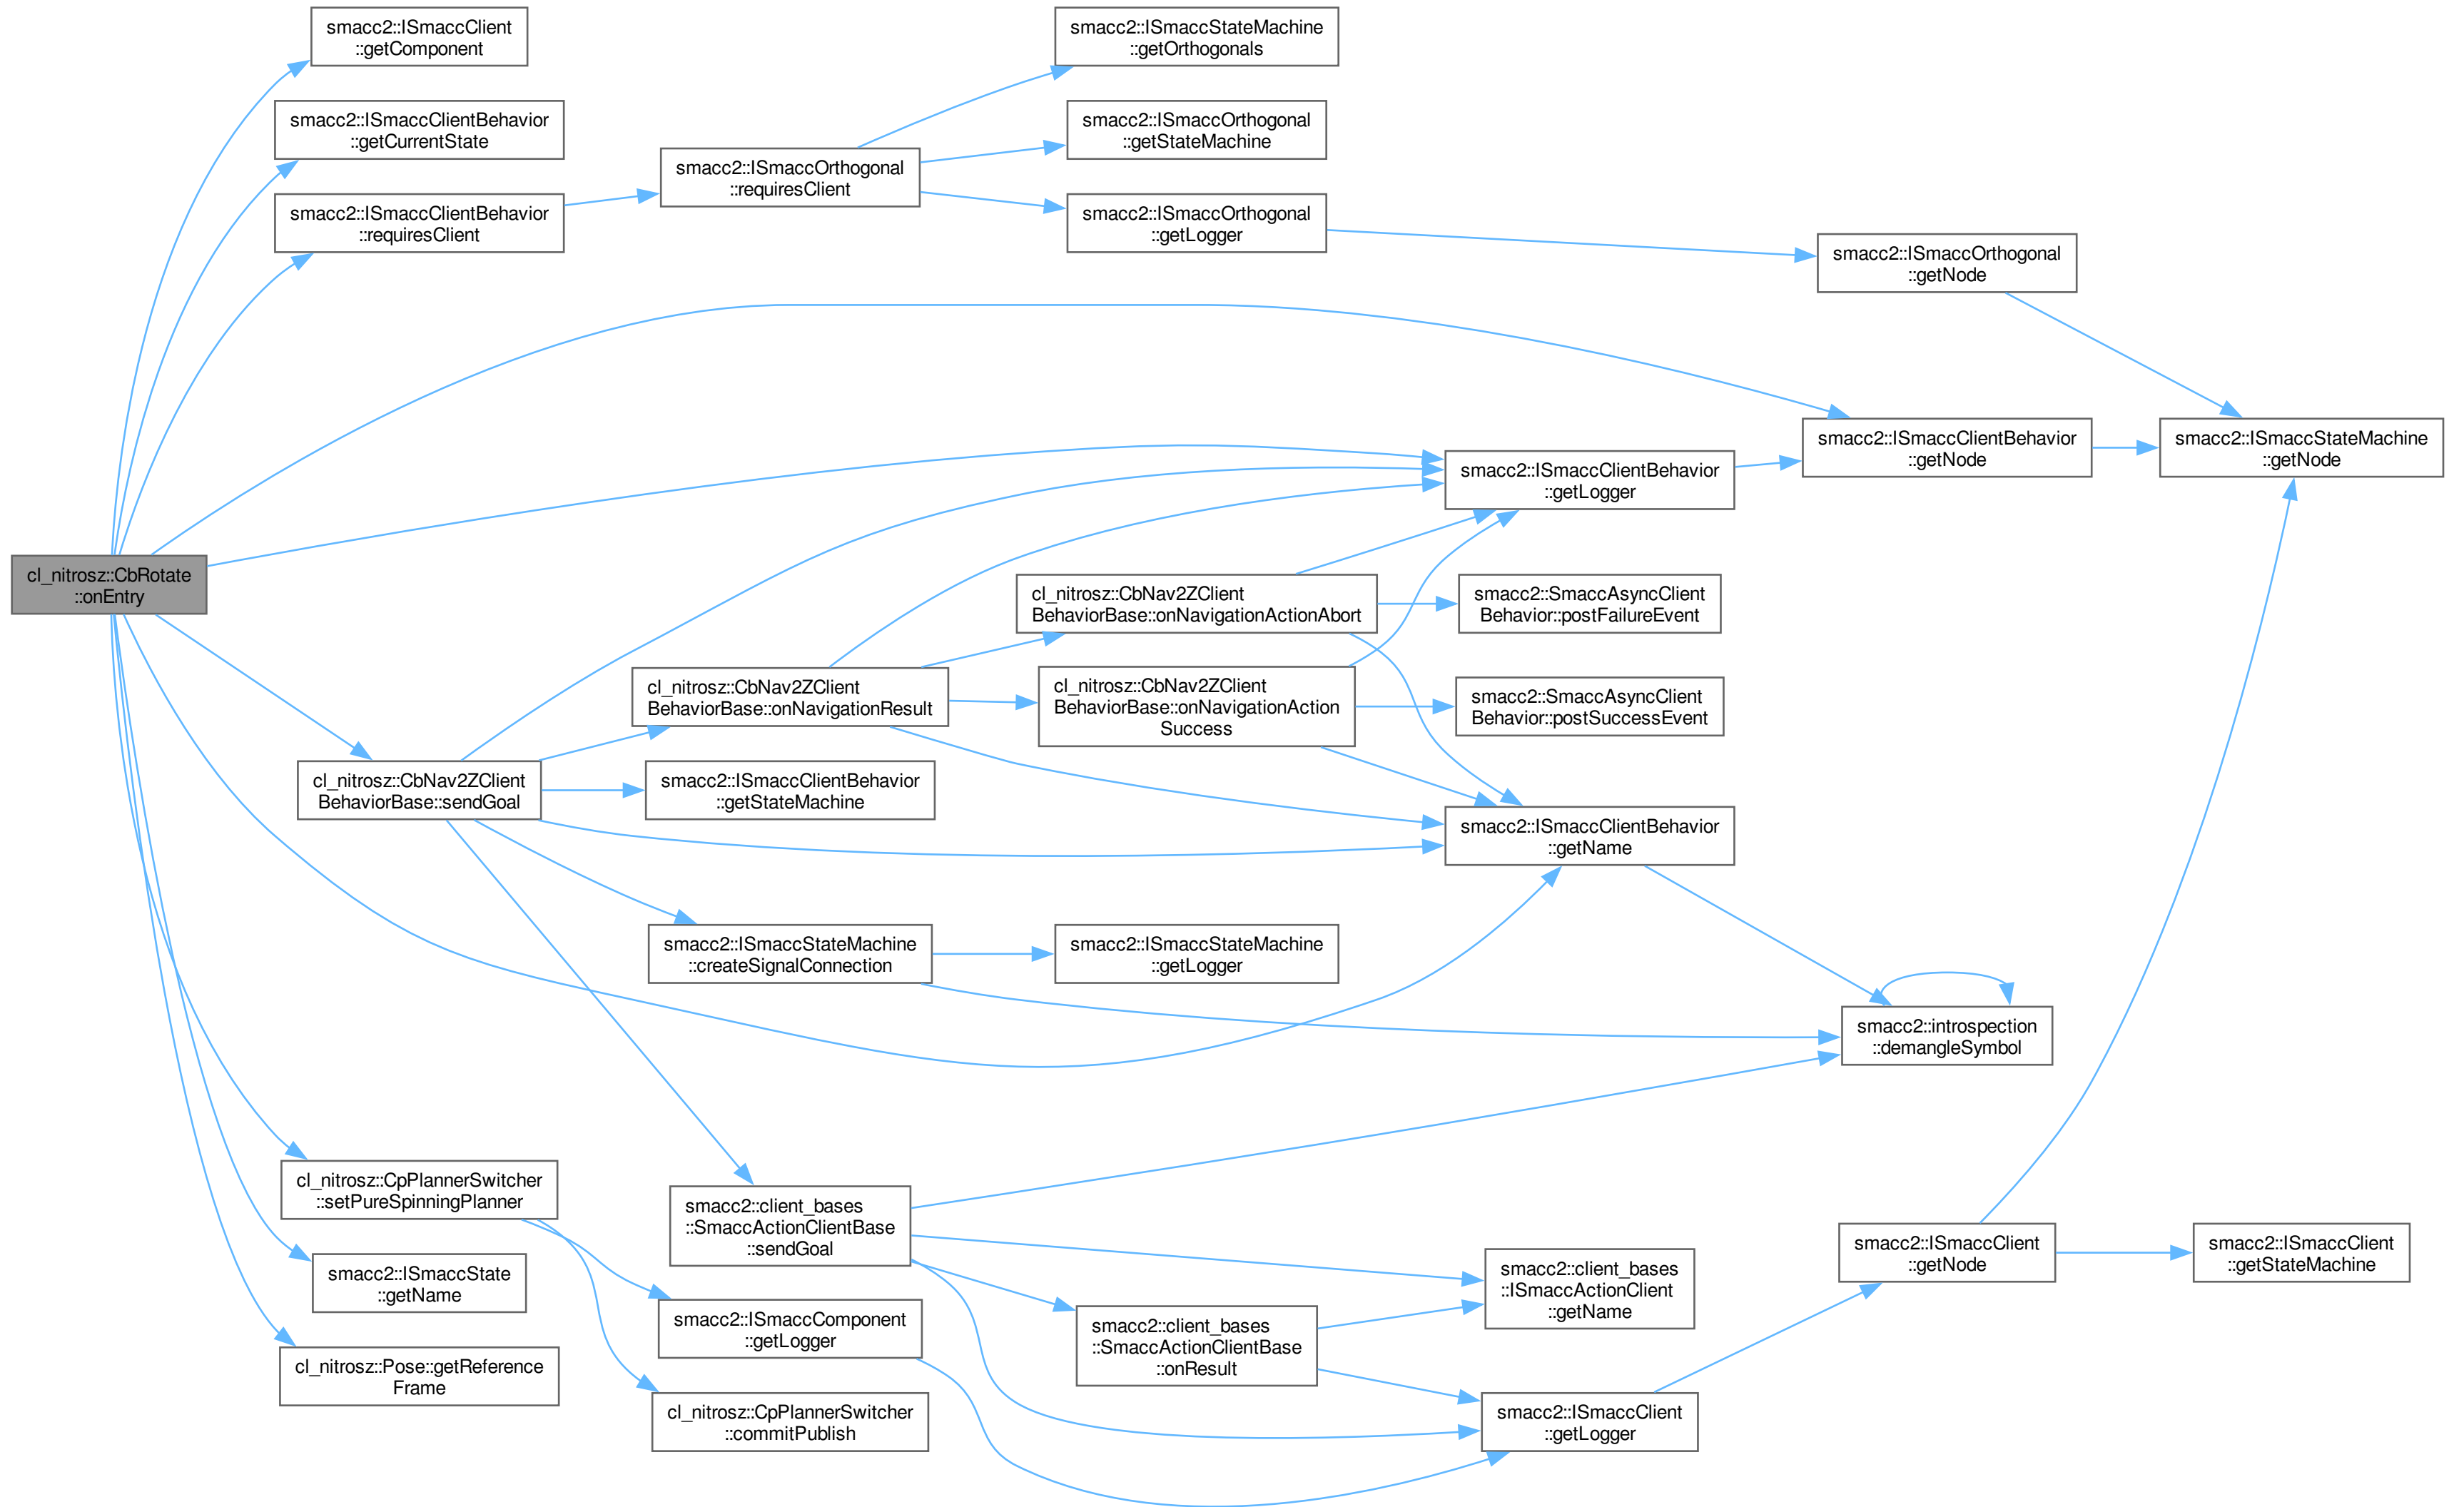 cl_nitrosz::CbRotate
::onEntry
smacc2::ISmaccClient
::getComponent
smacc2::ISmaccClientBehavior
::getCurrentState
smacc2::ISmaccClientBehavior
::requiresClient
smacc2::ISmaccOrthogonal
::requiresClient
smacc2::ISmaccStateMachine
::getOrthogonals
smacc2::ISmaccOrthogonal
::getStateMachine
smacc2::ISmaccOrthogonal
::getLogger
smacc2::ISmaccOrthogonal
::getNode
smacc2::ISmaccStateMachine
::getNode
smacc2::ISmaccClientBehavior
::getNode
smacc2::ISmaccClientBehavior
::getLogger
cl_nitrosz::CbNav2ZClient
BehaviorBase::onNavigationActionAbort
smacc2::SmaccAsyncClient
Behavior::postFailureEvent
cl_nitrosz::CbNav2ZClient
BehaviorBase::onNavigationResult
cl_nitrosz::CbNav2ZClient
BehaviorBase::onNavigationAction
Success
smacc2::SmaccAsyncClient
Behavior::postSuccessEvent
cl_nitrosz::CbNav2ZClient
BehaviorBase::sendGoal
smacc2::ISmaccClientBehavior
::getStateMachine
smacc2::ISmaccClientBehavior
::getName
smacc2::ISmaccStateMachine
::createSignalConnection
smacc2::ISmaccStateMachine
::getLogger
smacc2::introspection
::demangleSymbol
cl_nitrosz::CpPlannerSwitcher
::setPureSpinningPlanner
smacc2::client_bases
::SmaccActionClientBase
::sendGoal
smacc2::ISmaccState
::getName
smacc2::ISmaccComponent
::getLogger
smacc2::client_bases
::SmaccActionClientBase
::onResult
smacc2::client_bases
::ISmaccActionClient
::getName
smacc2::ISmaccClient
::getNode
smacc2::ISmaccClient
::getStateMachine
cl_nitrosz::Pose::getReference
Frame
cl_nitrosz::CpPlannerSwitcher
::commitPublish
smacc2::ISmaccClient
::getLogger